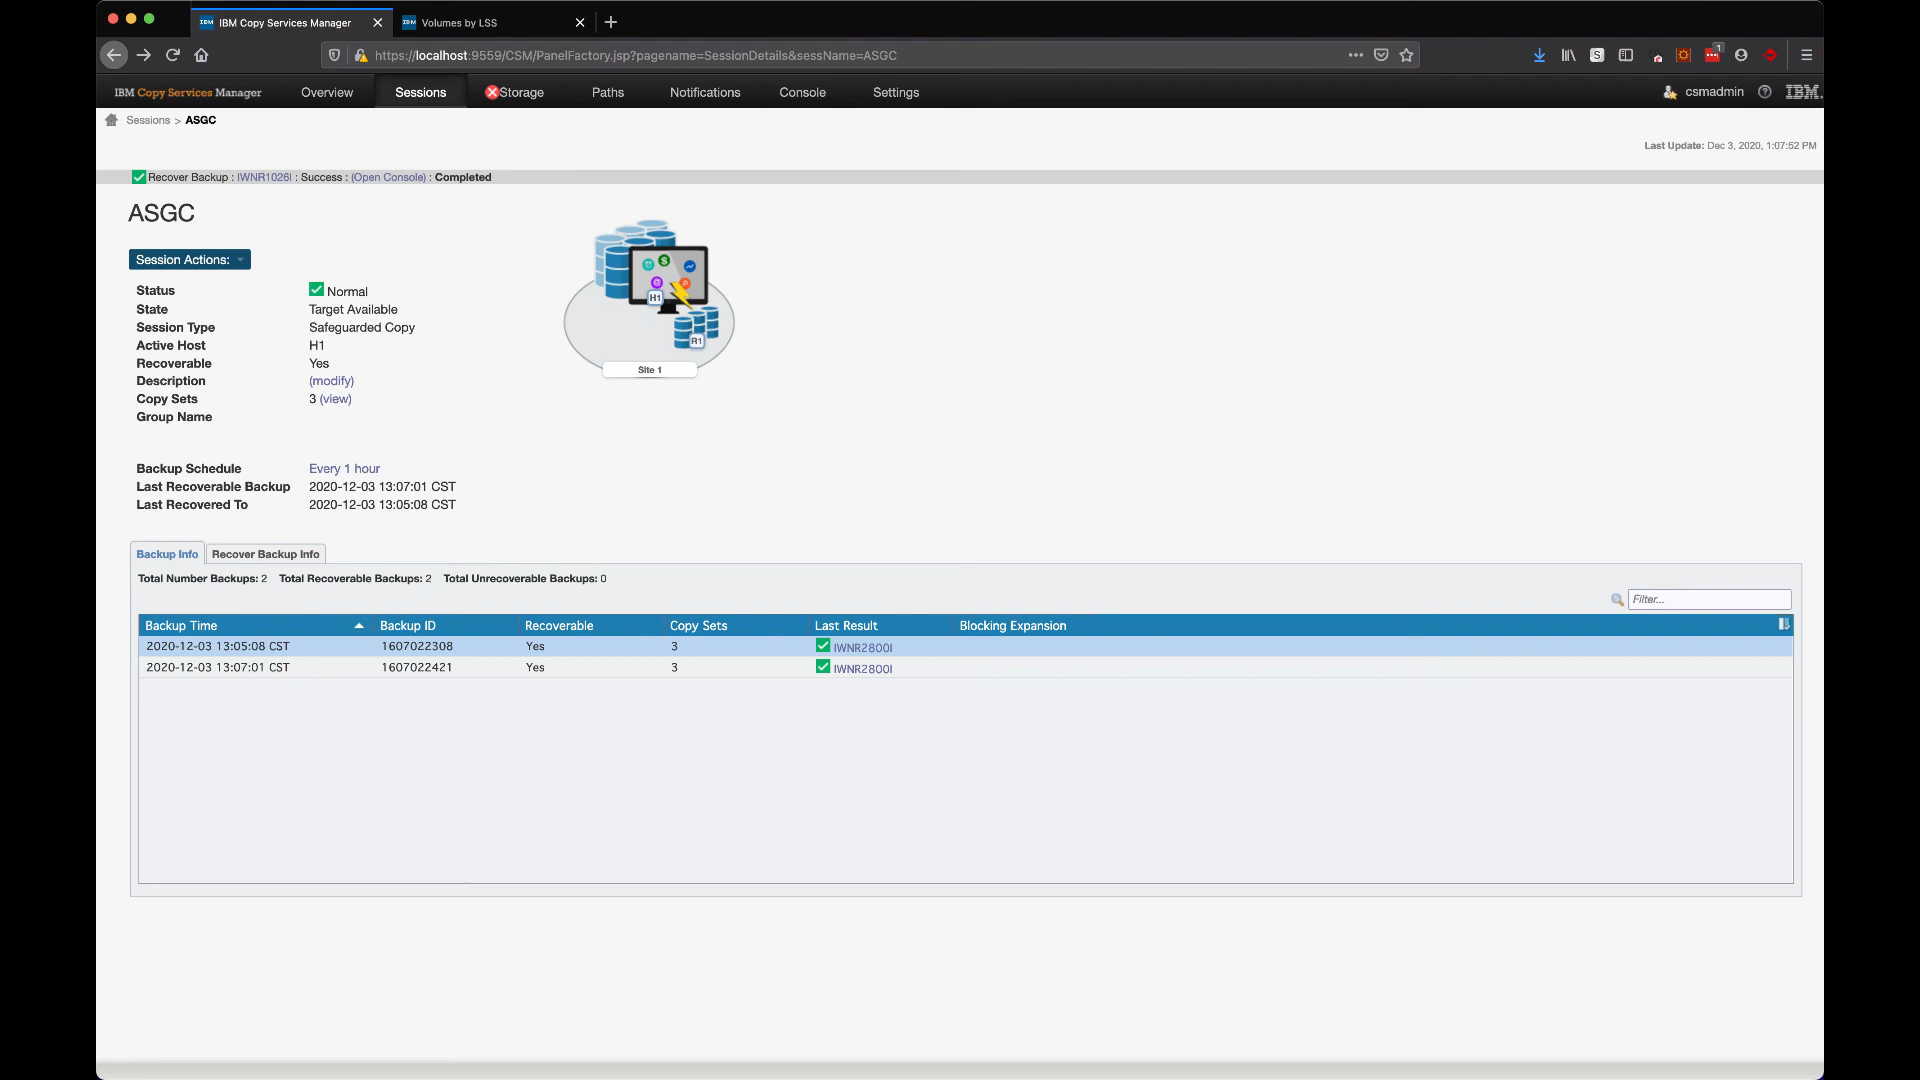 IBM Copy Services Manager
Volumes by LSS
https://localhost:9559/CSM/PanelFactory.jsp?pagename=SessionDetails&sessName=ASGC
1
IBM Copy Services Manager Overview Sessions Storage Paths Notifications Console Settings csmadmin IBM.
Sessions > ASGC
Last Update: Dec 3, 2020, 1:07:52 PM
Recover Backup : IWNR1026I : Success : (Open Console) : Completed
ASGC
Session Actions:
Status Normal
State Target Available
Session Type Safeguarded Copy
Active Host H1
Recoverable Yes
Description (modify)
Copy Sets 3 (view)
Group Name
H1
R1
Site 1
Backup Schedule Every 1 hour
Last Recoverable Backup 2020-12-03 13:07:01 CST
Last Recovered To 2020-12-03 13:05:08 CST
Backup Info Recover Backup Info
Total Number Backups: 2 Total Recoverable Backups: 2 Total Unrecoverable Backups: 0
Filter...
Backup Time Backup ID Recoverable Copy Sets Last Result Blocking Expansion
2020-12-03 13:05:08 CST 1607022308 Yes 3 IWNR2800I
2020-12-03 13:07:01 CST 1607022421 Yes 3 IWNR2800I